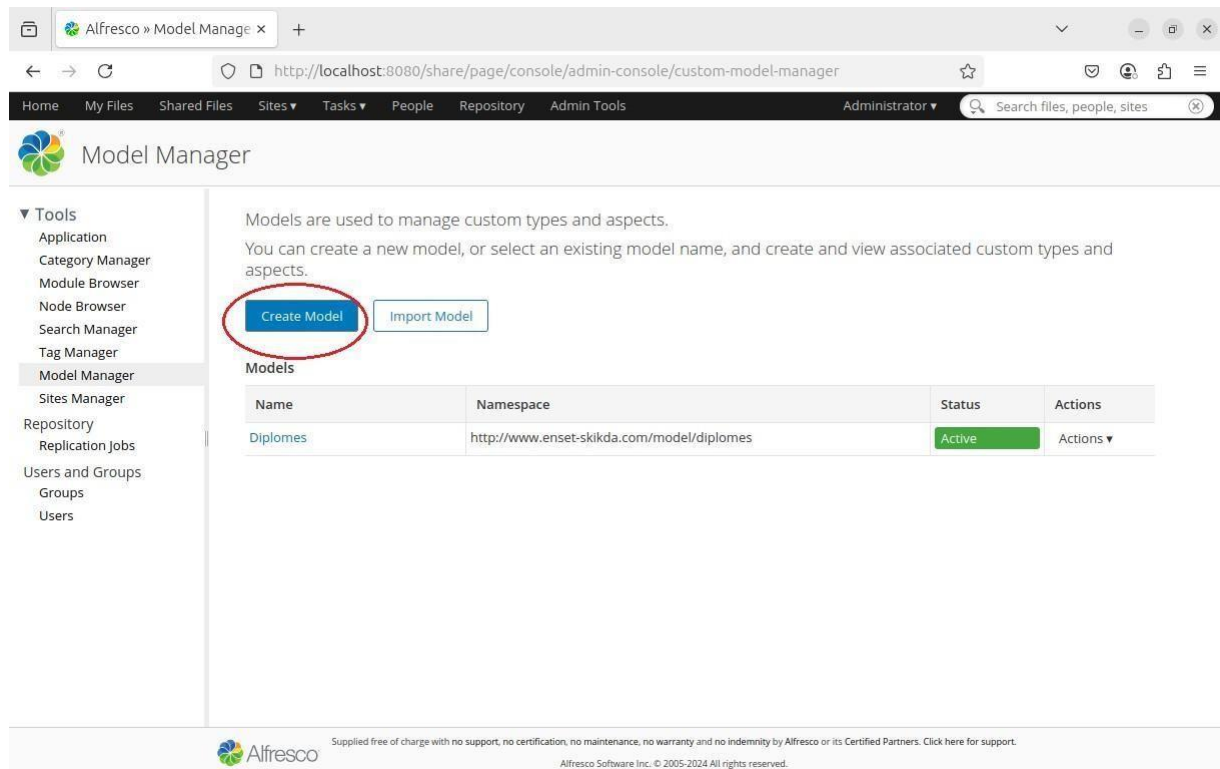 Alfresco » Model Manage
http://localhost:8080/share/page/console/admin-console/custom-model-manager
Home My Files Shared Files Sites ▾ Tasks ▾ People Repository Admin Tools Administrator ▾ Search files, people, sites
Model Manager
Tools
Application
Category Manager
Module Browser
Node Browser
Search Manager
Tag Manager
Model Manager
Sites Manager
Repository
Replication Jobs
Users and Groups
Groups
Users
Models are used to manage custom types and aspects.
You can create a new model, or select an existing model name, and create and view associated custom types and
aspects.
Create Model Import Model
Models
Name Namespace Status Actions
Diplomes http://www.enset-skikda.com/model/diplomes Active Actions ▾
Alfresco
Supplied free of charge with no support, no certification, no maintenance, no warranty and no indemnity by Alfresco or its Certified Partners. Click here for support.
Alfresco Software Inc. © 2005-2024 All rights reserved.